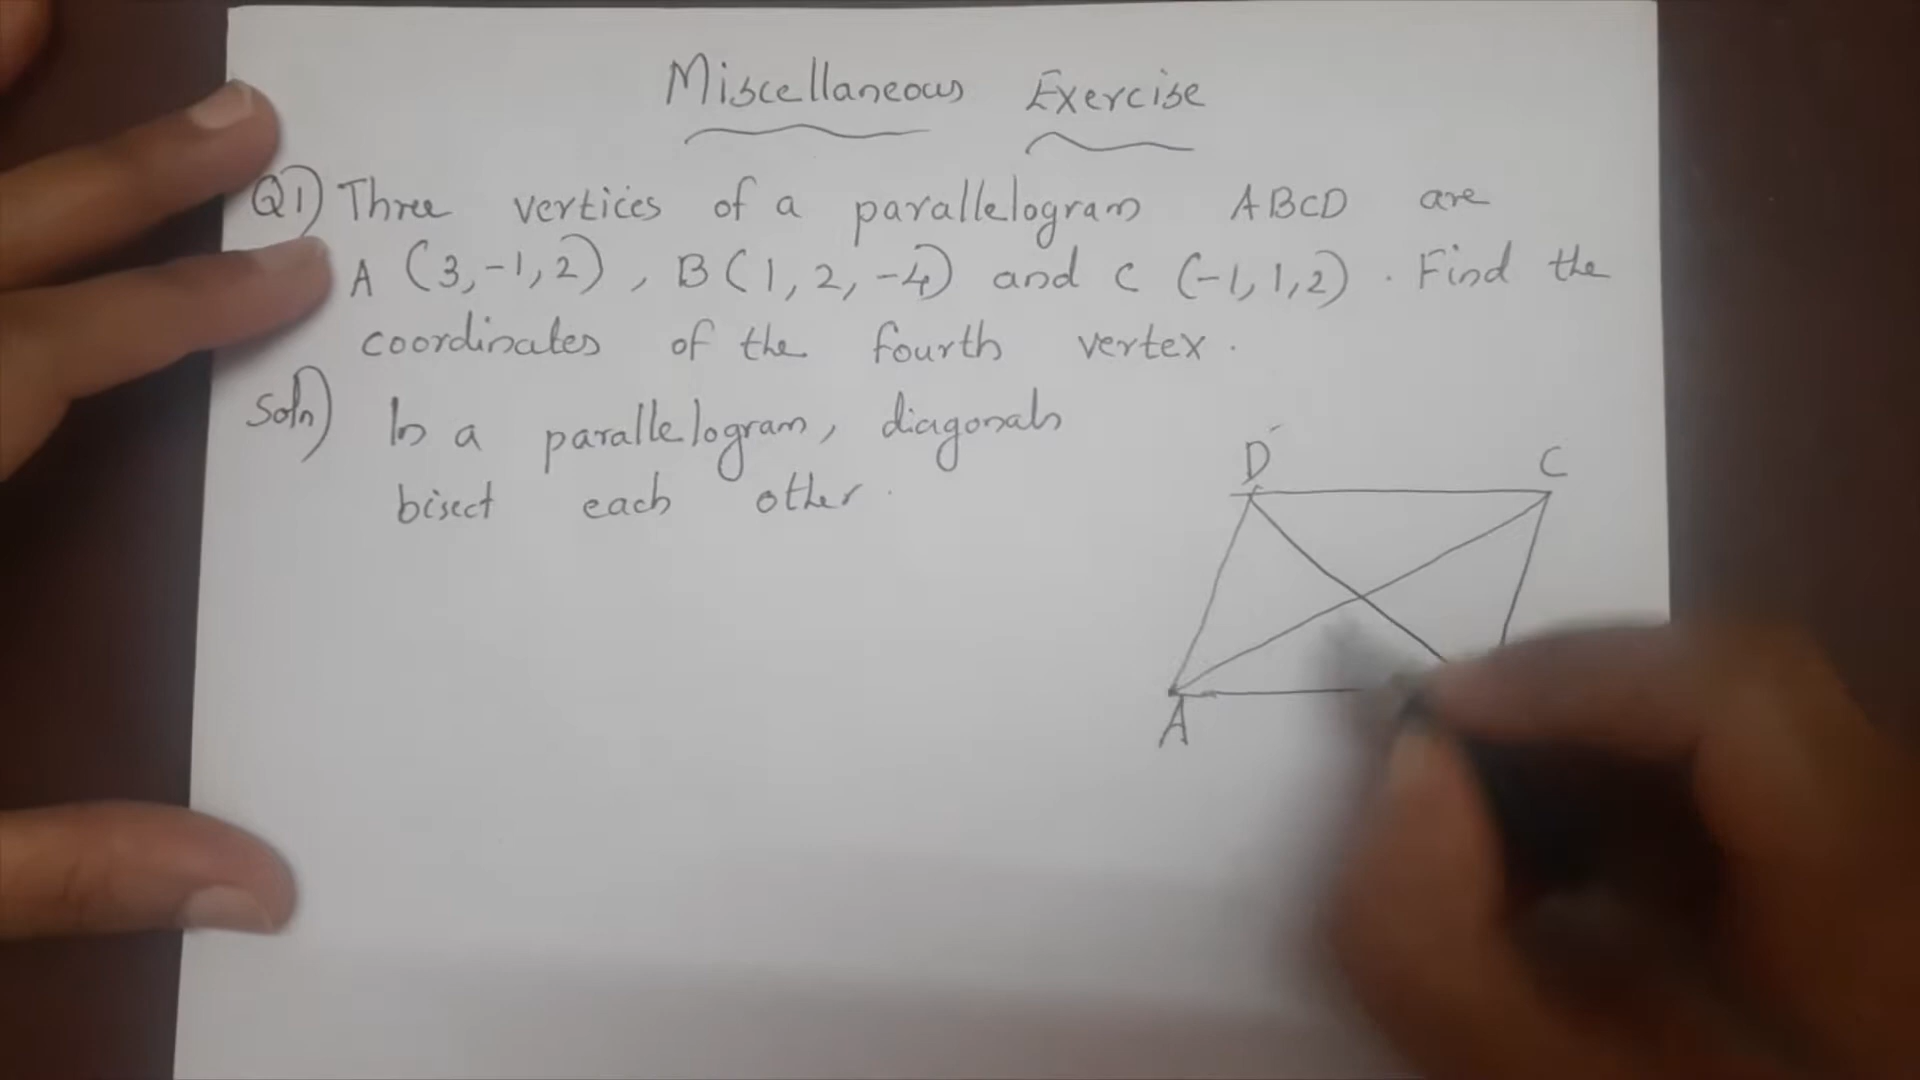 Miscellaneous Exercise
Q1) Three vertices of a parallelogram ABCD are
A (3,-1,2), B(1, 2, -4) and C (-1, 1, 2). Find the
coordinates of the fourth vertex.
Soln) In a parallelogram, diagonals
bisect each other.
D C
A